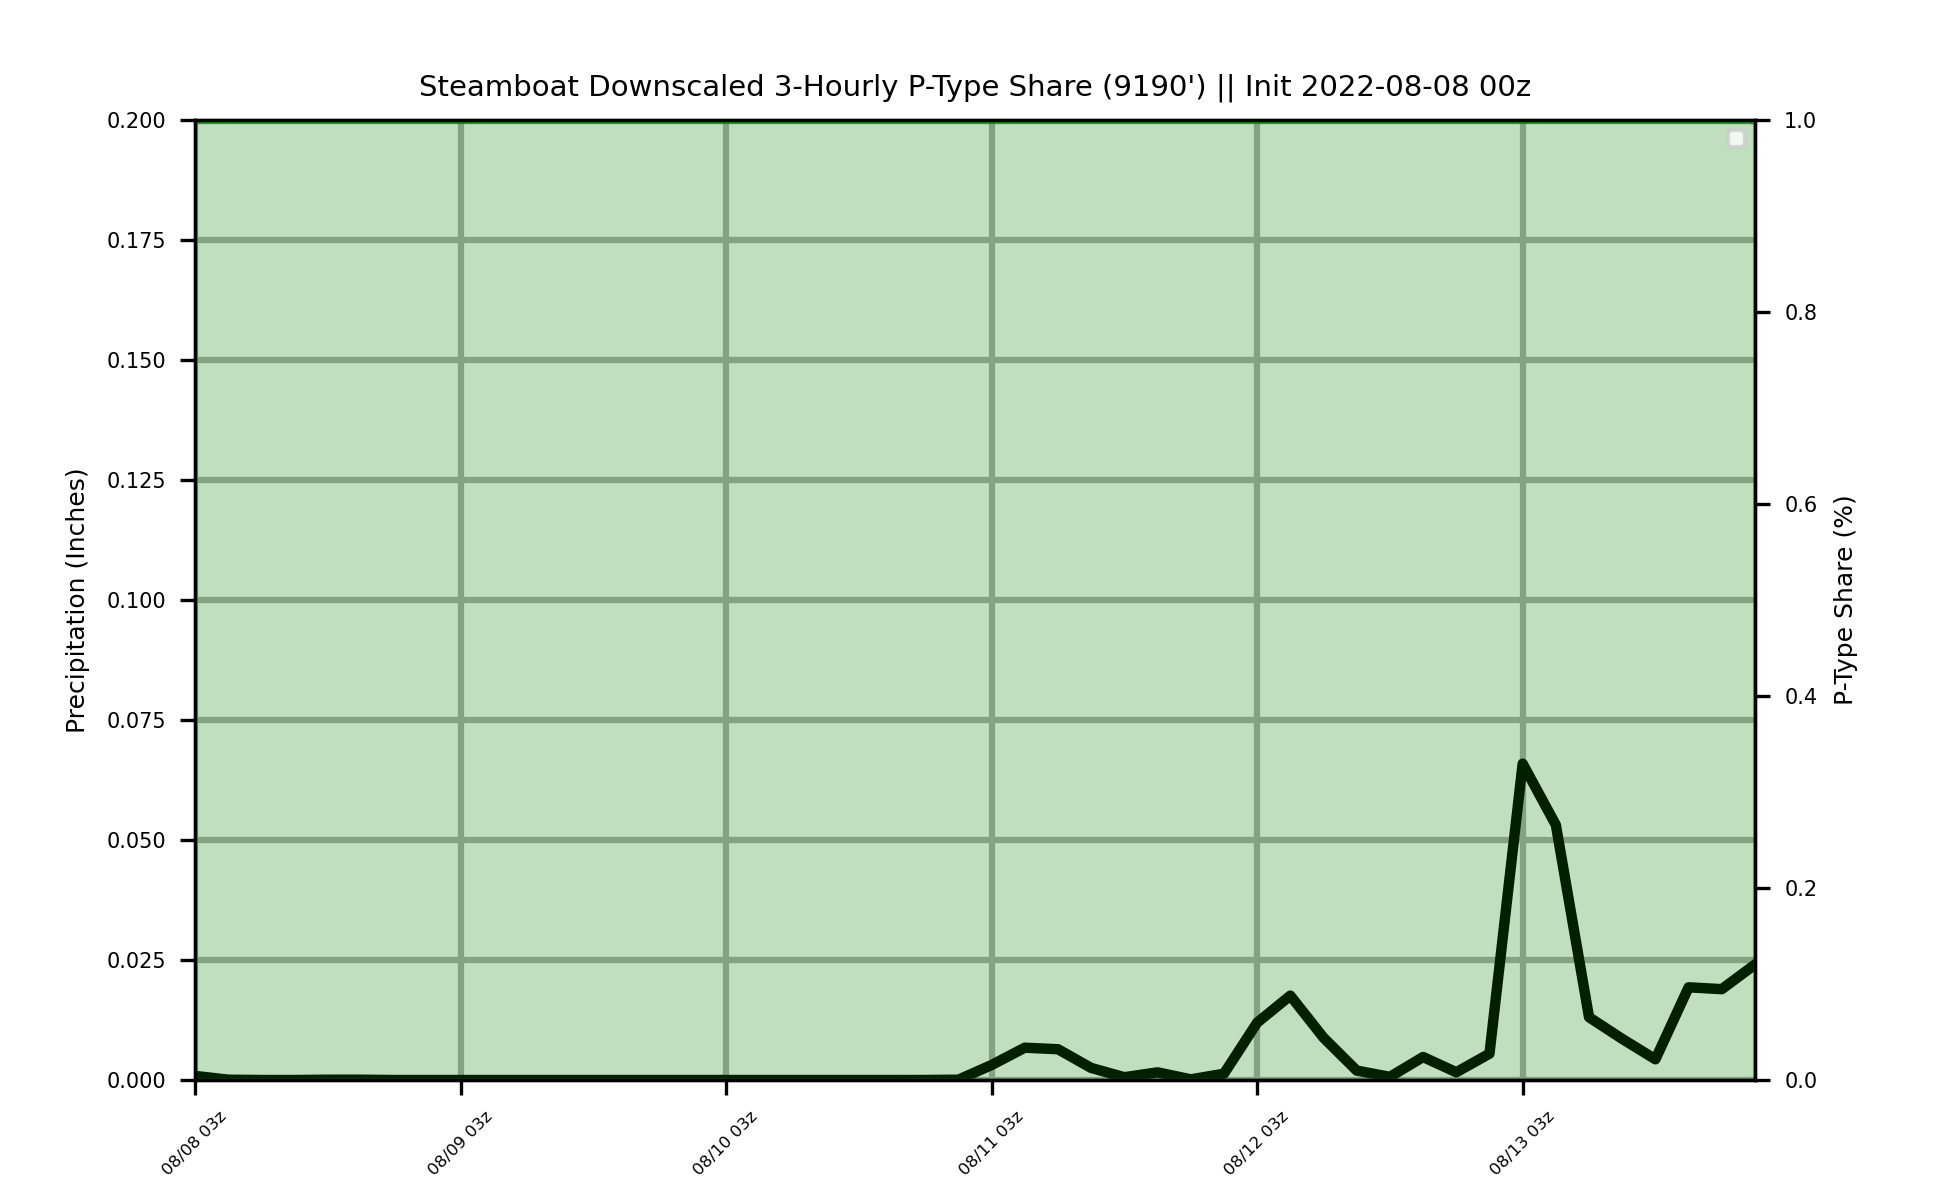 Steamboat Downscaled 3-Hourly P-Type Share (9190') || Init 2022-08-08 00z
Precipitation (Inches)
0.200
0.175
0.150
0.125
0.100
0.075
0.050
0.025
0.000
1.0
0.8
0.6
0.4
0.2
0.0
P-Type Share (%)
08/08 03z
08/09 03z
08/10 03z
08/11 03z
08/12 03z
08/13 03z